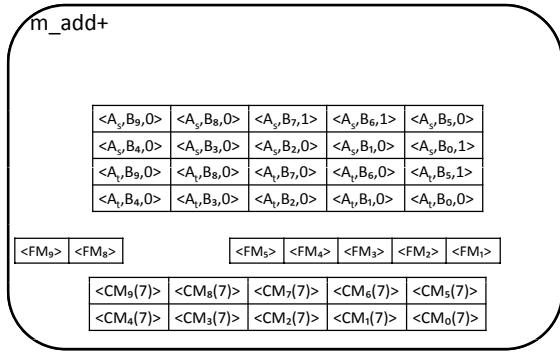 m_add+
<Aₛ,B₉,0> <Aₛ,B₈,0> <Aₛ,B₇,1> <Aₛ,B₆,1> <Aₛ,B₅,0>
<Aₛ,B₄,0> <Aₛ,B₃,0> <Aₛ,B₂,0> <Aₛ,B₁,0> <Aₛ,B₀,1>
<Aₜ,B₉,0> <Aₜ,B₈,0> <Aₜ,B₇,0> <Aₜ,B₆,0> <Aₜ,B₅,1>
<Aₜ,B₄,0> <Aₜ,B₃,0> <Aₜ,B₂,0> <Aₜ,B₁,0> <Aₜ,B₀,0>
<FM₉> <FM₈> <FM₅> <FM₄> <FM₃> <FM₂> <FM₁>
<CM₉(7)> <CM₈(7)> <CM₇(7)> <CM₆(7)> <CM₅(7)>
<CM₄(7)> <CM₃(7)> <CM₂(7)> <CM₁(7)> <CM₀(7)>